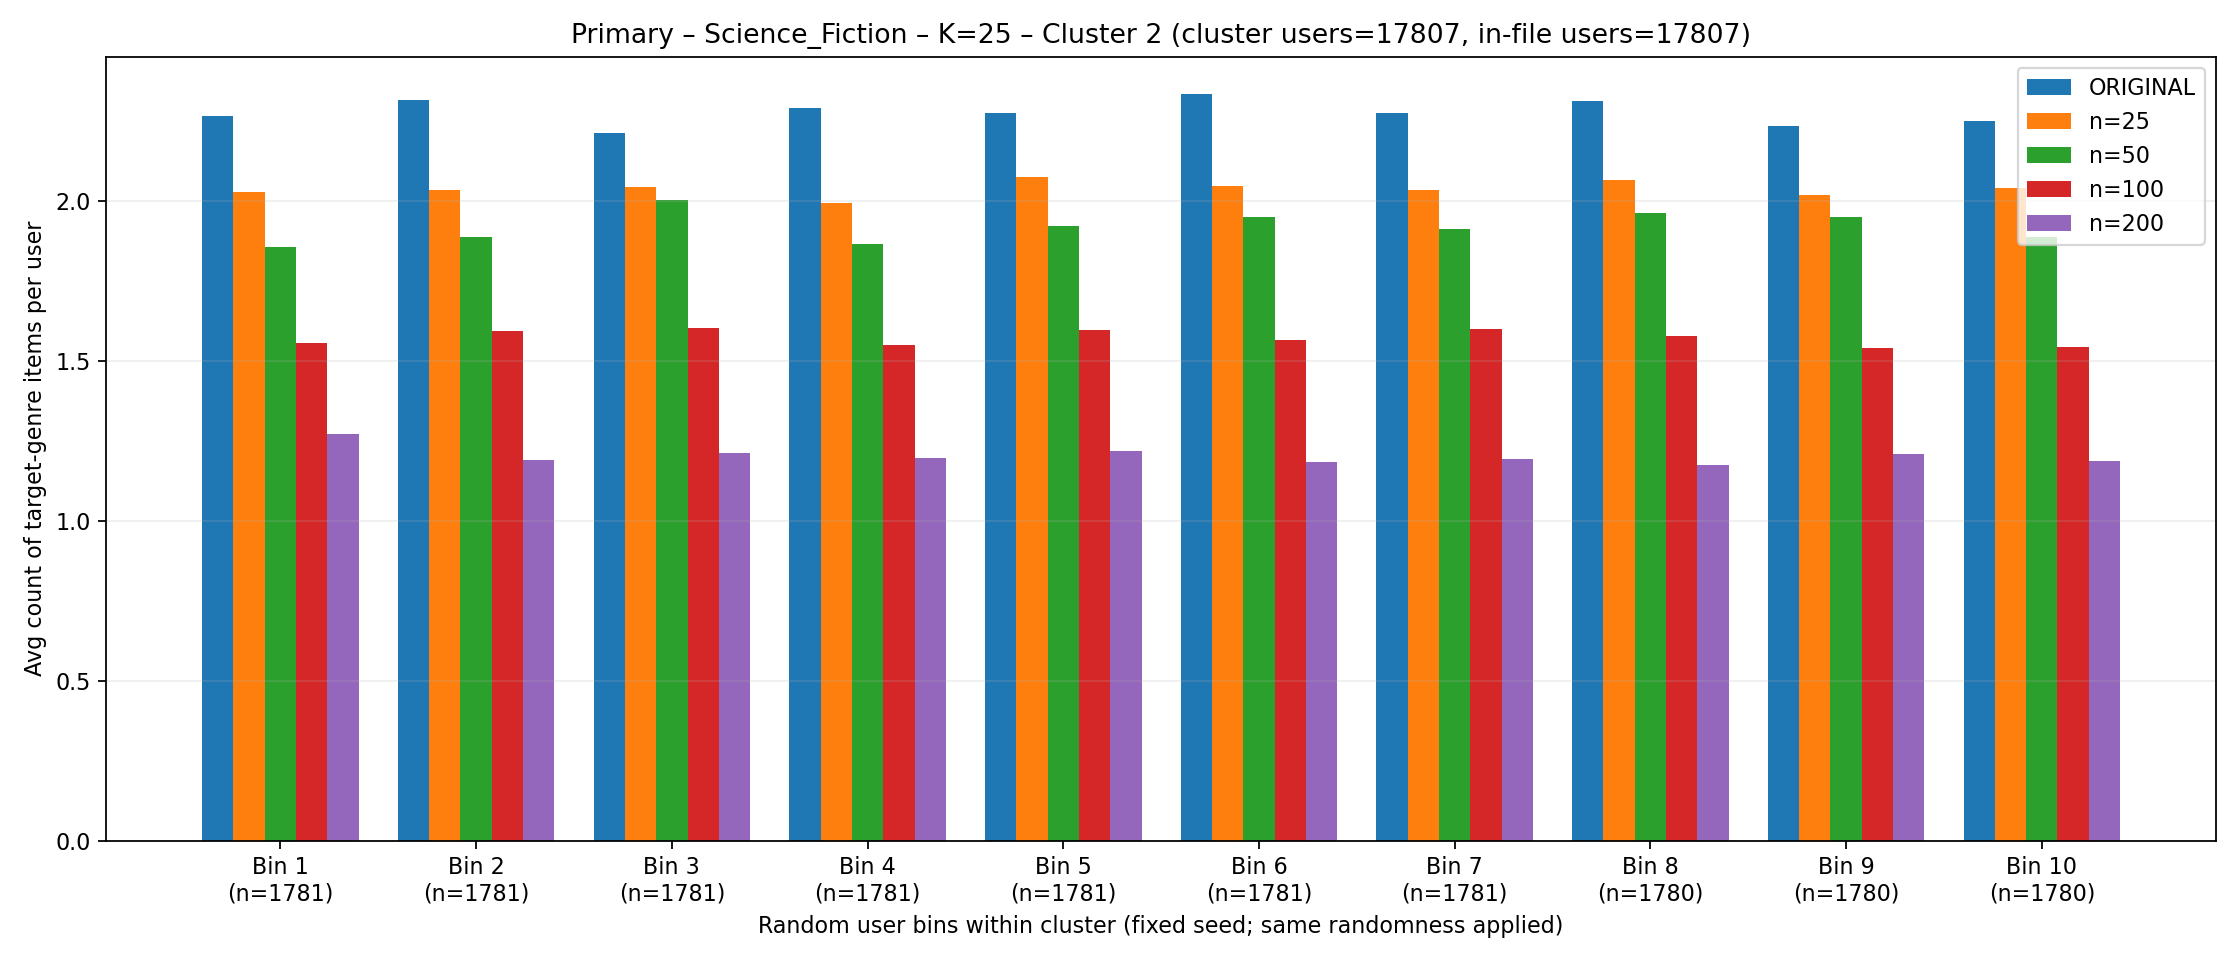 Primary – Science_Fiction – K=25 – Cluster 2 (cluster users=17807, in-file users=17807)
ORIGINAL
n=25
n=50
n=100
n=200
Avg count of target-genre items per user
2.0
1.5
1.0
0.5
0.0
Bin 1 Bin 2 Bin 3 Bin 4 Bin 5 Bin 6 Bin 7 Bin 8 Bin 9 Bin 10
(n=1781) (n=1781) (n=1781) (n=1781) (n=1781) (n=1781) (n=1781) (n=1780) (n=1780) (n=1780)
Random user bins within cluster (fixed seed; same randomness applied)